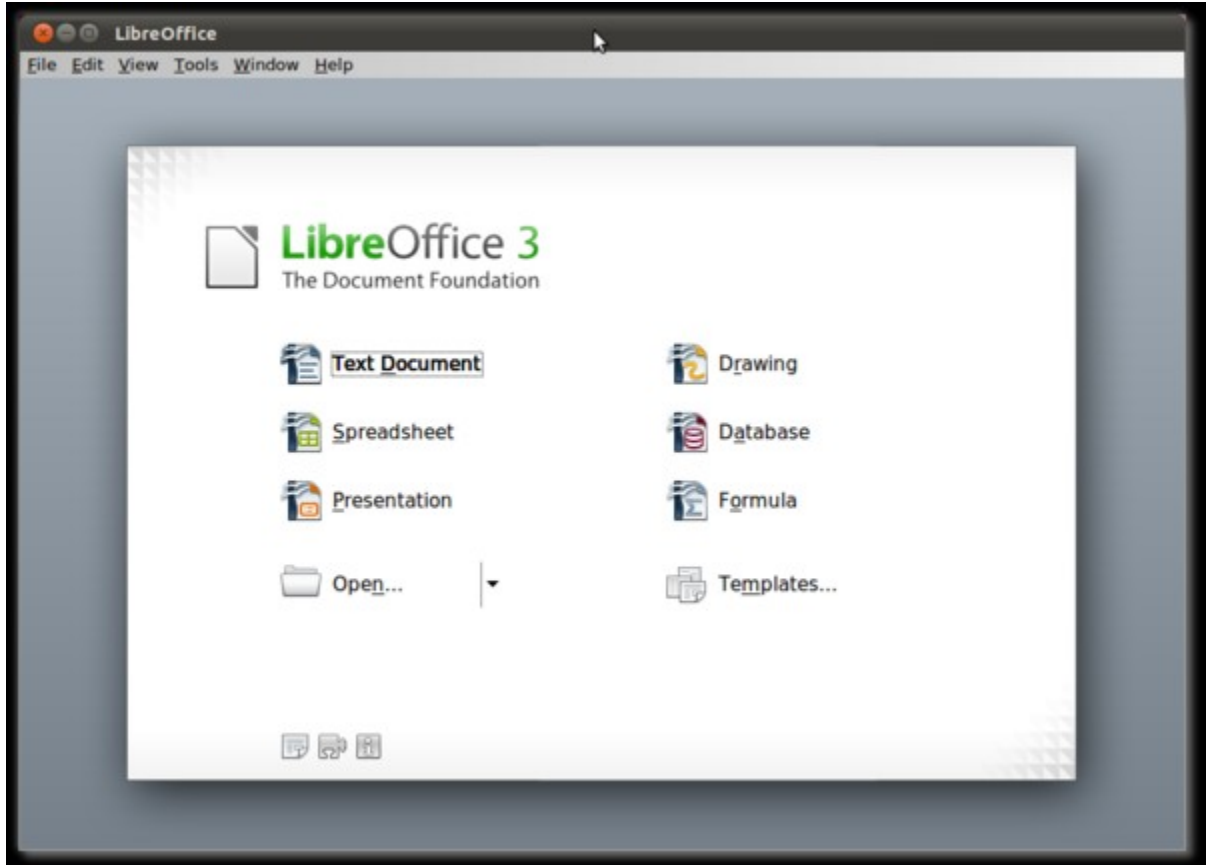 LibreOffice
File Edit View Tools Window Help
LibreOffice 3
The Document Foundation
Text Document
Drawing
Spreadsheet
Database
Presentation
Formula
Open...
Templates...